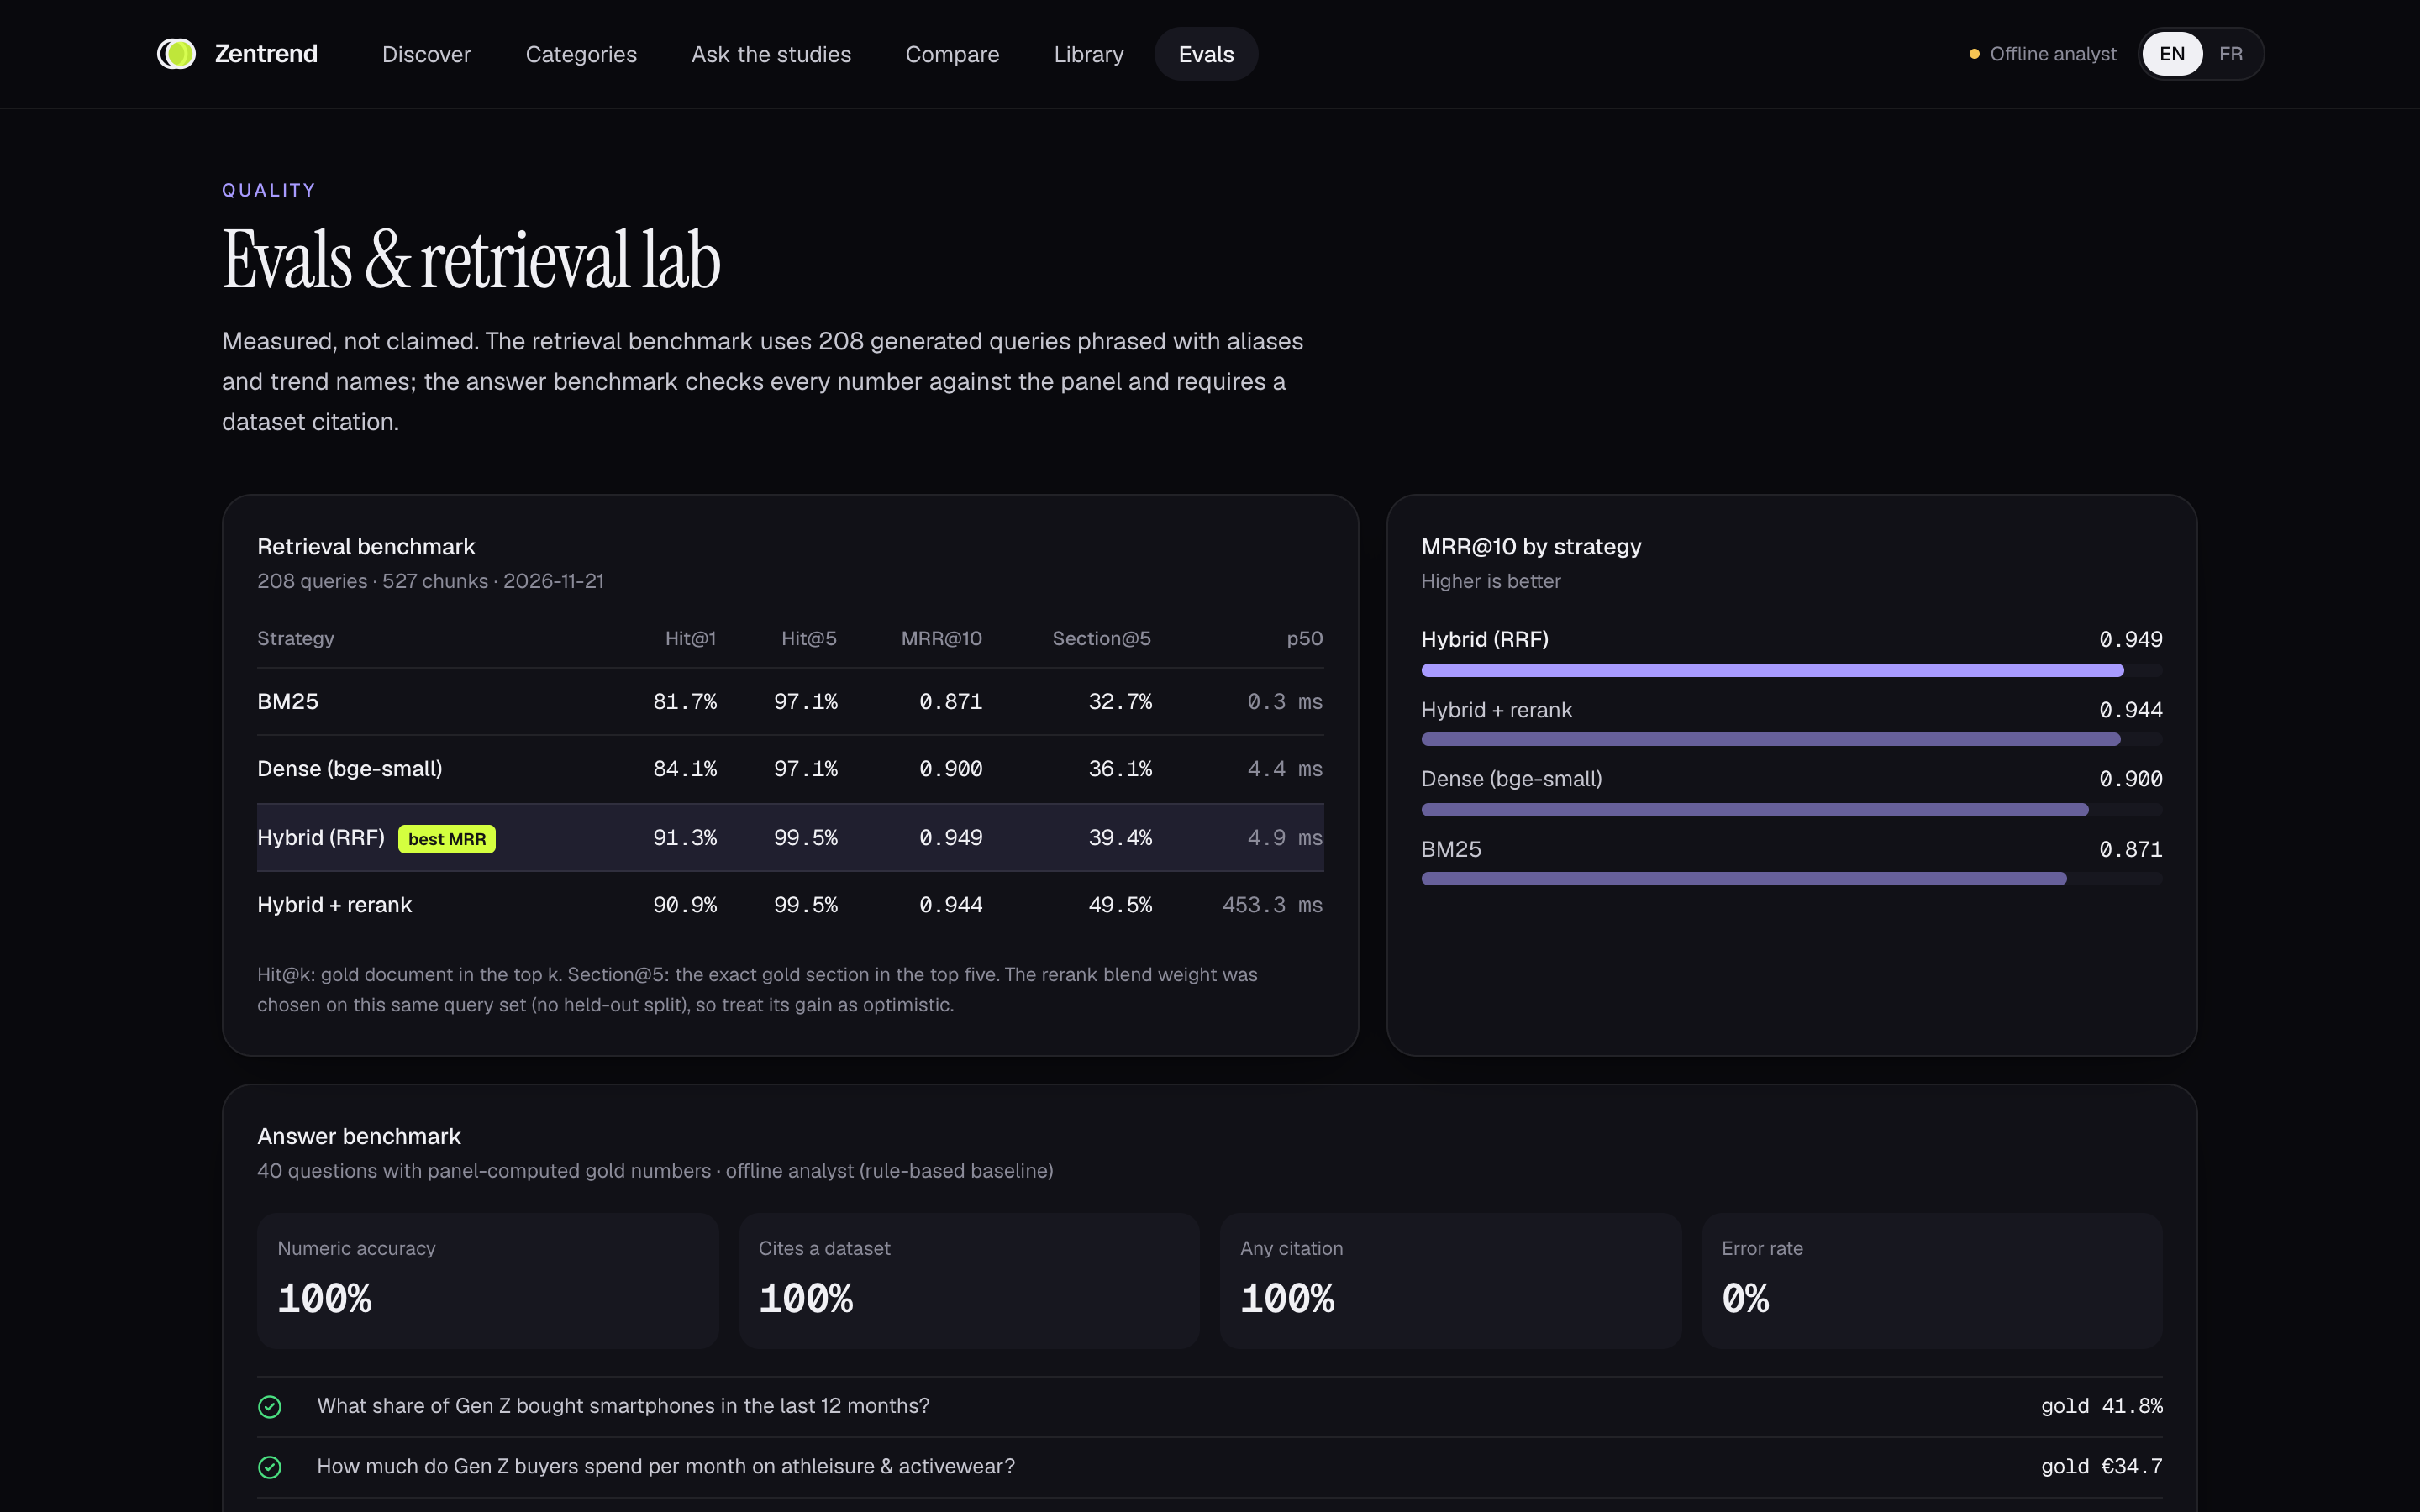 Zentrend
Discover
Categories
Ask the studies
Compare
Library
Evals
Offline analyst
EN
FR
QUALITY
Evals & retrieval lab
Measured, not claimed. The retrieval benchmark uses 208 generated queries phrased with aliases
and trend names; the answer benchmark checks every number against the panel and requires a
dataset citation.
Retrieval benchmark
208 queries · 527 chunks · 2026-11-21
Strategy Hit@1 Hit@5 MRR@10 Section@5 p50
BM25 81.7% 97.1% 0.871 32.7% 0.3 ms
Dense (bge-small) 84.1% 97.1% 0.900 36.1% 4.4 ms
Hybrid (RRF) best MRR 91.3% 99.5% 0.949 39.4% 4.9 ms
Hybrid + rerank 90.9% 99.5% 0.944 49.5% 453.3 ms
Hit@k: gold document in the top k. Section@5: the exact gold section in the top five. The rerank blend weight was
chosen on this same query set (no held-out split), so treat its gain as optimistic.
MRR@10 by strategy
Higher is better
Hybrid (RRF) 0.949
Hybrid + rerank 0.944
Dense (bge-small) 0.900
BM25 0.871
Answer benchmark
40 questions with panel-computed gold numbers · offline analyst (rule-based baseline)
Numeric accuracy
100%
Cites a dataset
100%
Any citation
100%
Error rate
0%
What share of Gen Z bought smartphones in the last 12 months? gold 41.8%
How much do Gen Z buyers spend per month on athleisure & activewear? gold €34.7